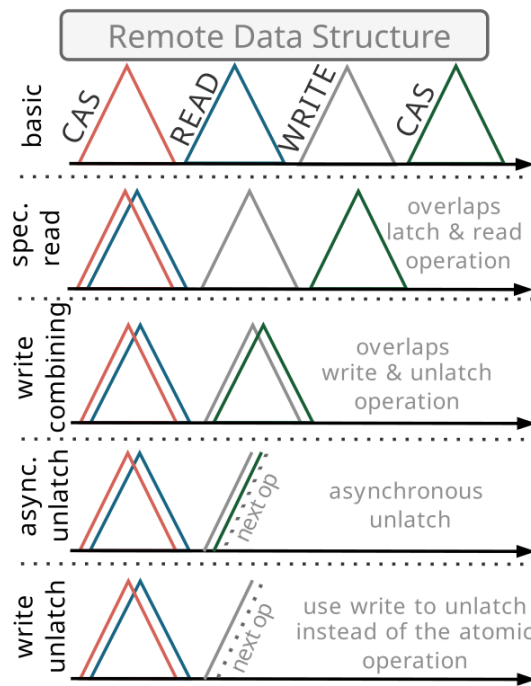 Remote Data Structure
basic
CAS
READ
WRITE
CAS
spec.
read
overlaps
latch & read
operation
write
combining
overlaps
write & unlatch
operation
async.
unlatch
next op
asynchronous
unlatch
write
unlatch
next op
use write to unlatch
instead of the atomic
operation